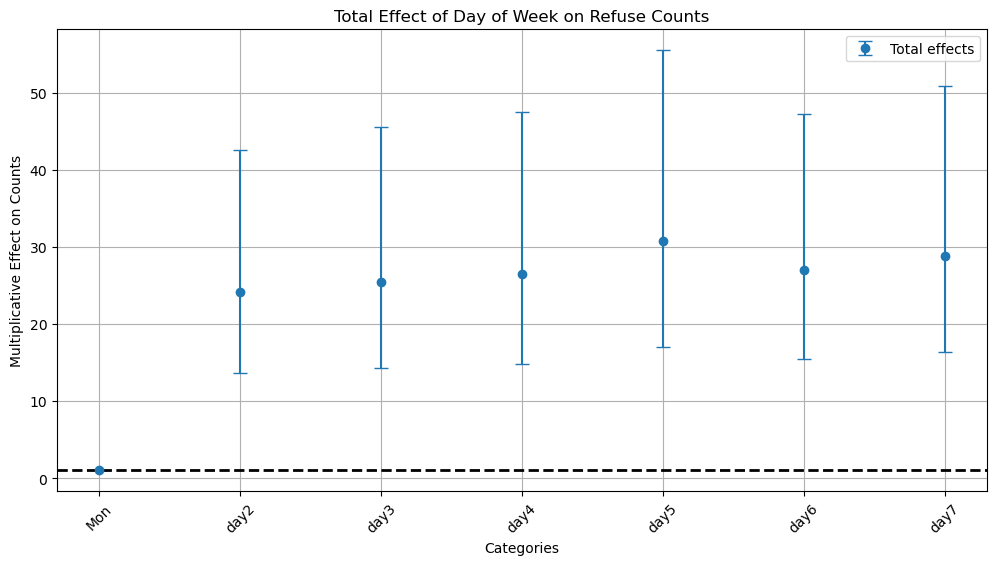 Total Effect of Day of Week on Refuse Counts
Total effects
Multiplicative Effect on Counts
50
40
30
20
10
0
Mon
day2
day3
day4
day5
day6
day7
Categories